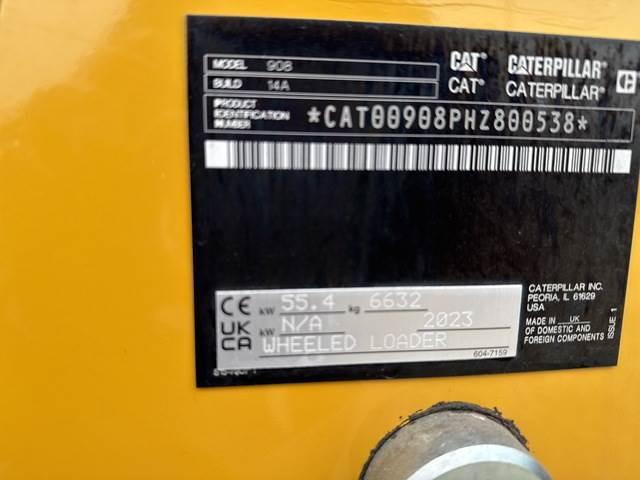 MODEL 908
BUILD 14A
CAT® CATERPILLAR®
CAT® CATERPILLAR®
PRODUCT IDENTIFICATION NUMBER
*CAT00908PHZ800538*
CE kW 55.4 kg 6632
UKCA kW N/A 2023
WHEELED LOADER
604-7159
CATERPILLAR INC.
PEORIA, IL 61629
USA
MADE IN UK
OF DOMESTIC AND
FOREIGN COMPONENTS
ISSUE 1